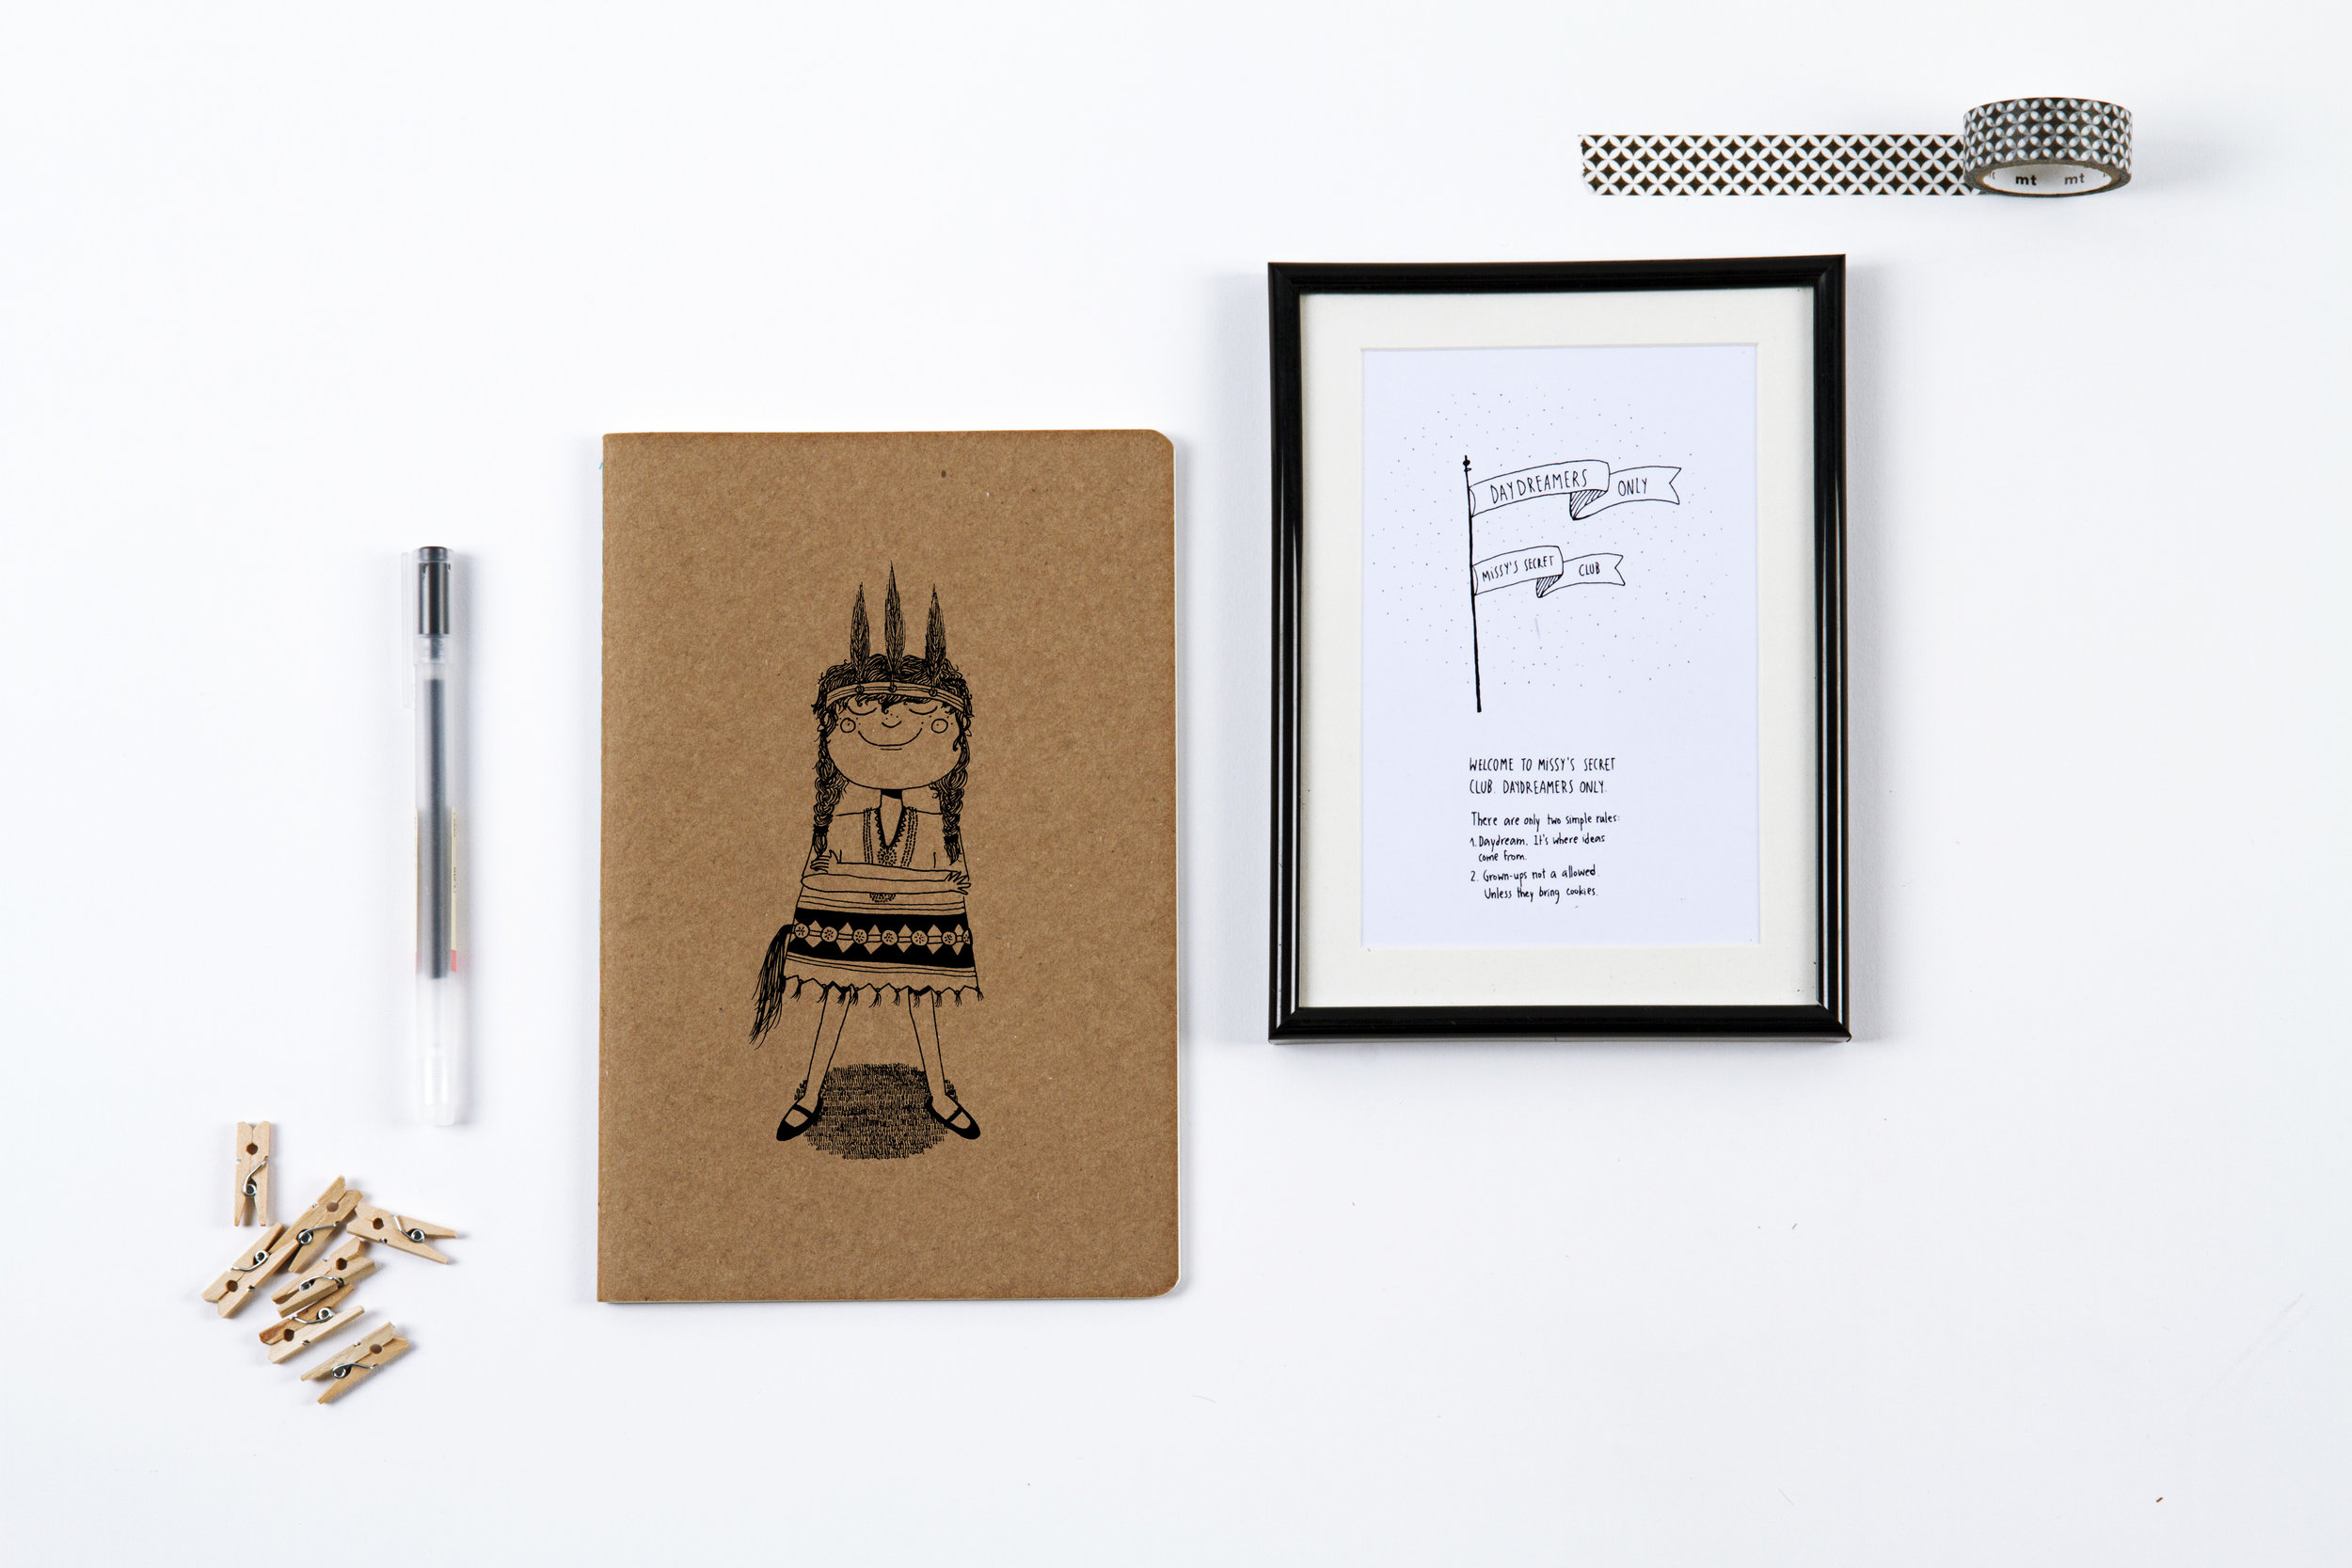 mt mt
DAYDREAMERS ONLY
MISSY'S SECRET CLUB
WELCOME TO MISSY'S SECRET
CLUB. DAYDREAMERS ONLY.
There are only two simple rules:
1. Daydream. It's where ideas
come from.
2. Grown-ups not a allowed.
Unless they bring cookies.